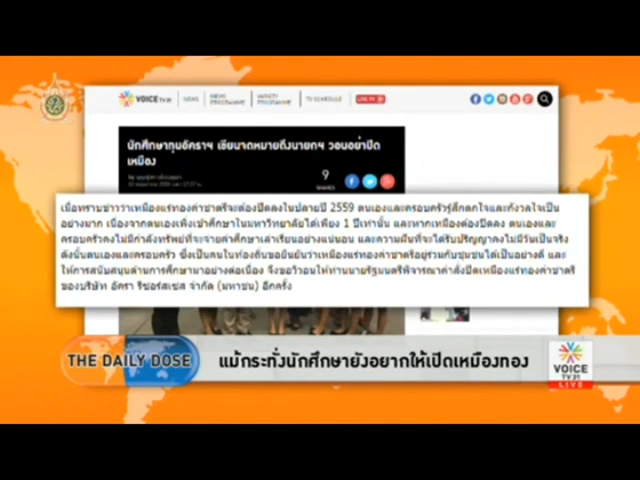 VOICE TV 21
NEWS
NEWS PROGRAMME
VARIETY PROGRAMME
TV SCHEDULE
LIVE TV
นักศึกษาทุนอัคราฯ เขียนจดหมายถึงนายกฯ วอนอย่าปิด
เหมือง
9
SHARES
เมื่อทราบข่าวว่าเหมืองแร่ทองคำชาตรีจะต้องปิดลงในปลายปี 2559 ตนเองและครอบครัวรู้สึกตกใจและกังวลใจเป็น
อย่างมาก เนื่องจากตนเองเพิ่งเข้าศึกษาในมหาวิทยาลัยได้เพียง 1 ปีเท่านั้น และหากเหมืองต้องปิดลง ตนเองและ
ครอบครัวคงไม่มีกำลังทรัพย์ที่จะจ่ายค่าศึกษาเล่าเรียนอย่างแน่นอน และความฝันที่จะได้รับปริญญาคงไม่มีวันเป็นจริง
ดังนั้นตนเองและครอบครัว ซึ่งเป็นคนในท้องถิ่นขอยืนยันว่าเหมืองแร่ทองคำชาตรีอยู่ร่วมกับชุมชนได้เป็นอย่างดี และ
ให้การสนับสนุนด้านการศึกษามาอย่างต่อเนื่อง จึงขอวิงวอนให้ท่านนายกรัฐมนตรีพิจารณาคำสั่งปิดเหมืองแร่ทองคำชาตรี
ของบริษัท อัครา รีซอร์สเซส จำกัด (มหาชน) อีกครั้ง
THE DAILY DOSE
แม้กระทั่งนักศึกษายังอยากให้เปิดเหมืองทอง
VOICE
TV 21
LIVE